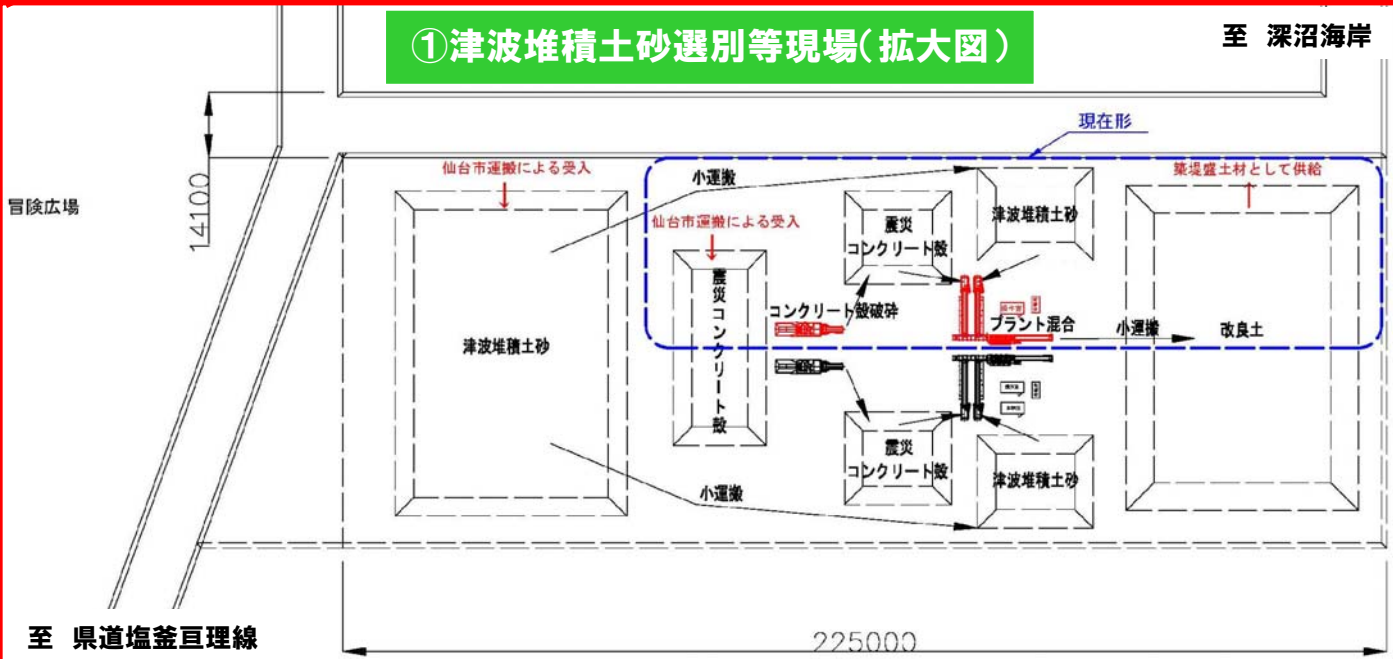 ①津波堆積土砂選別等現場(拡大図)
至 深沼海岸
現在形
14100
冒険広場
仙台市運搬による受入
小運搬
築堤盛土材として供給
仙台市運搬による受入
震災
コンクリート殻
津波堆積土砂
津波堆積土砂
震災コンクリート殻
コンクリート殻破砕
プラント混合
小運搬
改良土
震災
コンクリート殻
津波堆積土砂
小運搬
至 県道塩釜亘理線
225000